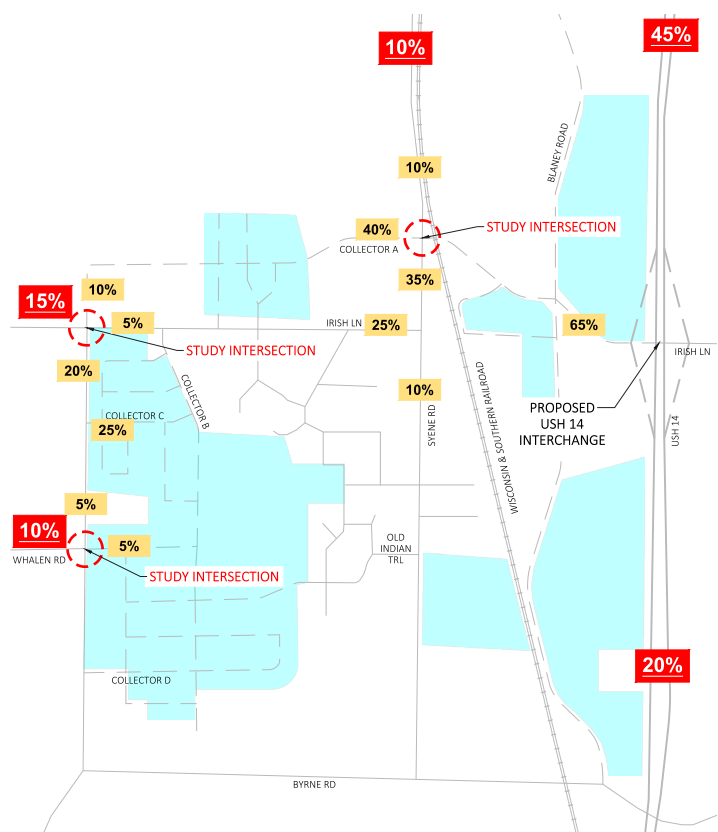 45%
10%
BLANEY ROAD
10%
40%
STUDY INTERSECTION
COLLECTOR A
35%
10%
15%
5%
IRISH LN
25%
65%
STUDY INTERSECTION
IRISH LN
20%
COLLECTOR B
10%
WISCONSIN & SOUTHERN RAILROAD
PROPOSED
USH 14
INTERCHANGE
COLLECTOR C
25%
SYENE RD
USH 14
5%
10%
5%
WHALEN RD
OLD
INDIAN
TRL
STUDY INTERSECTION
20%
COLLECTOR D
BYRNE RD